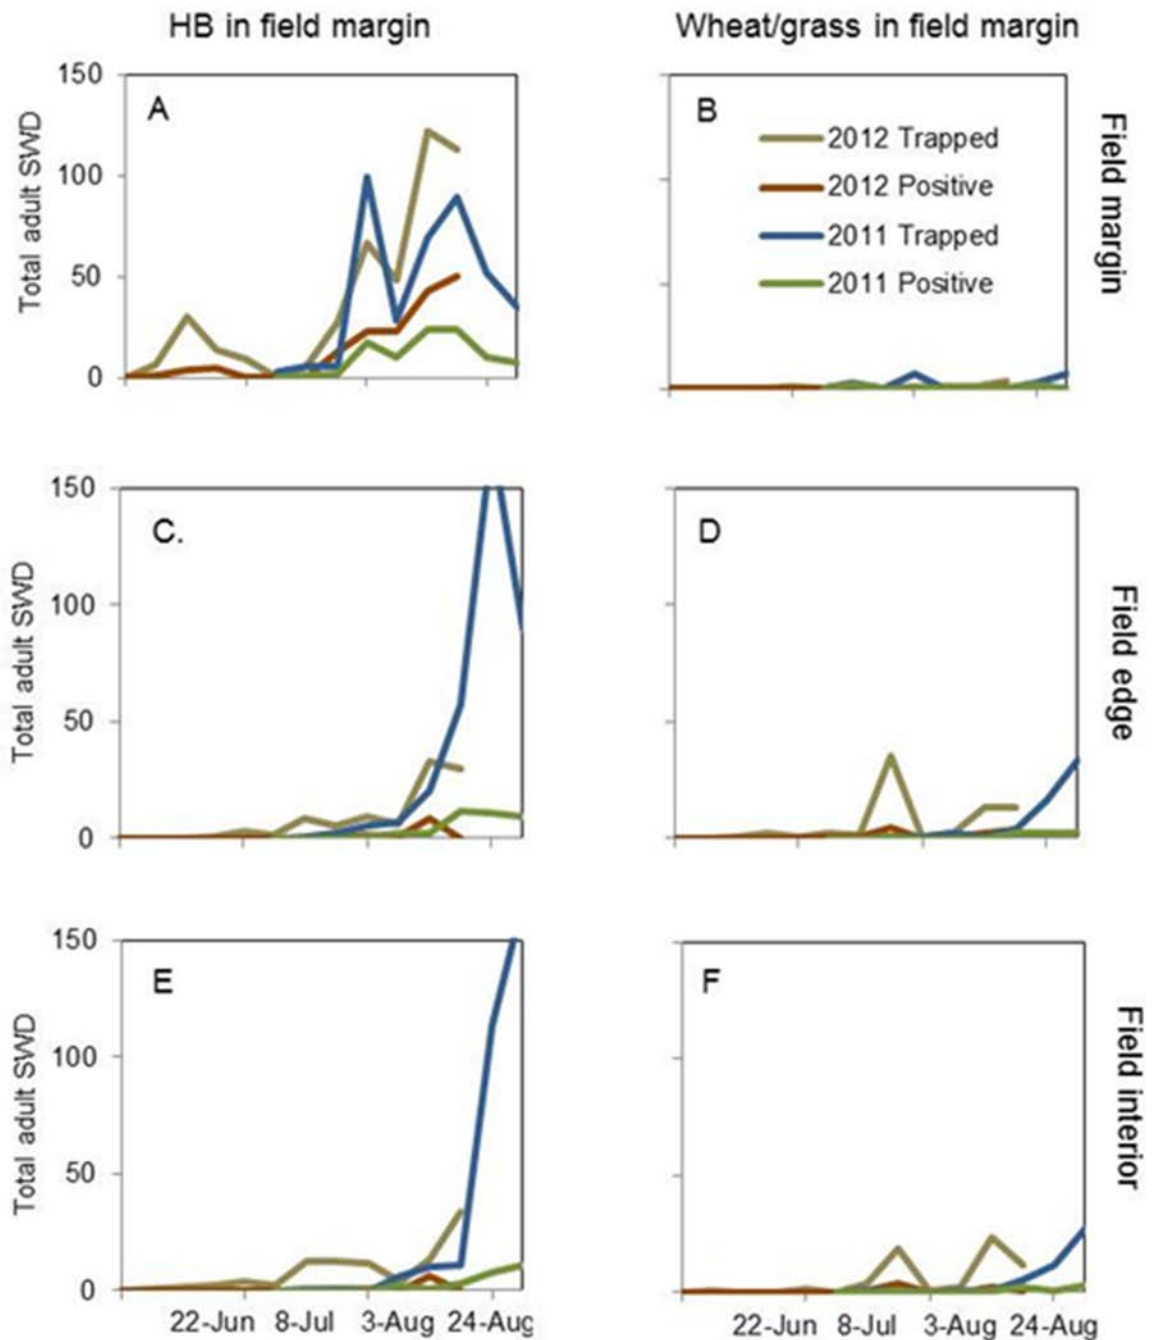 HB in field margin
Wheat/grass in field margin
150
100
50
0
Total adult SWD
A
B
2012 Trapped
2012 Positive
2011 Trapped
2011 Positive
Field margin
150
100
50
0
Total adult SWD
C.
D
Field edge
150
100
50
0
Total adult SWD
E
F
Field interior
22-Jun 8-Jul 3-Aug 24-Aug
22-Jun 8-Jul 3-Aug 24-Aug